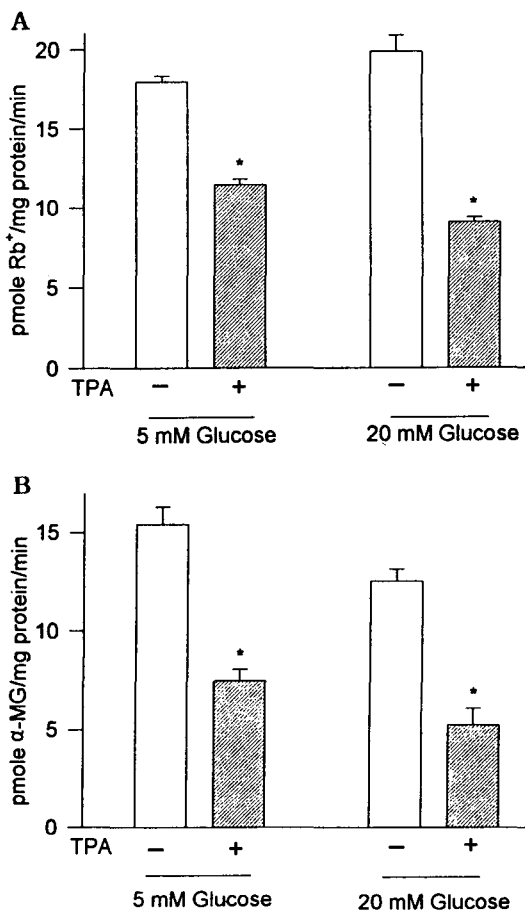 A
pmole Rb⁺/mg protein/min
20
15
10
5
0
*
*
TPA − + − +
5 mM Glucose 20 mM Glucose
B
pmole α-MG/mg protein/min
15
10
5
0
*
*
TPA − + − +
5 mM Glucose 20 mM Glucose